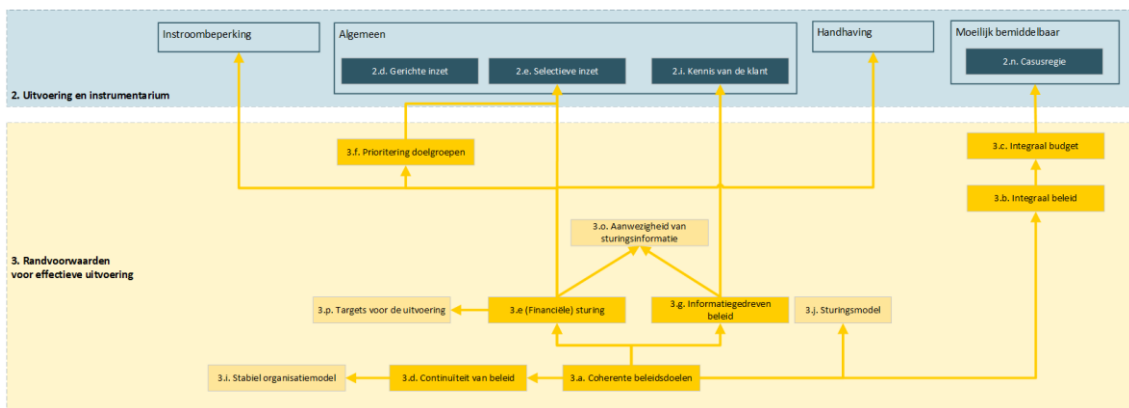 Instroombeperking
Algemeen
Handhaving
Moeilijk bemiddelbaar
2.d. Gerichte inzet
2.e. Selectieve inzet
2.i. Kennis van de klant
2.n. Casusregie
2. Uitvoering en instrumentarium
3.f. Prioritering doelgroepen
3.c. Integraal budget
3.b. Integraal beleid
3.o. Aanwezigheid van
sturingsinformatie
3. Randvoorwaarden
voor effectieve uitvoering
3.p. Targets voor de uitvoering
3.e (Financiële) sturing
3.g. Informatiegedreven
beleid
3.j. Sturingsmodel
3.i. Stabiel organisatiemodel
3.d. Continuïteit van beleid
3.a. Coherente beleidsdoelen